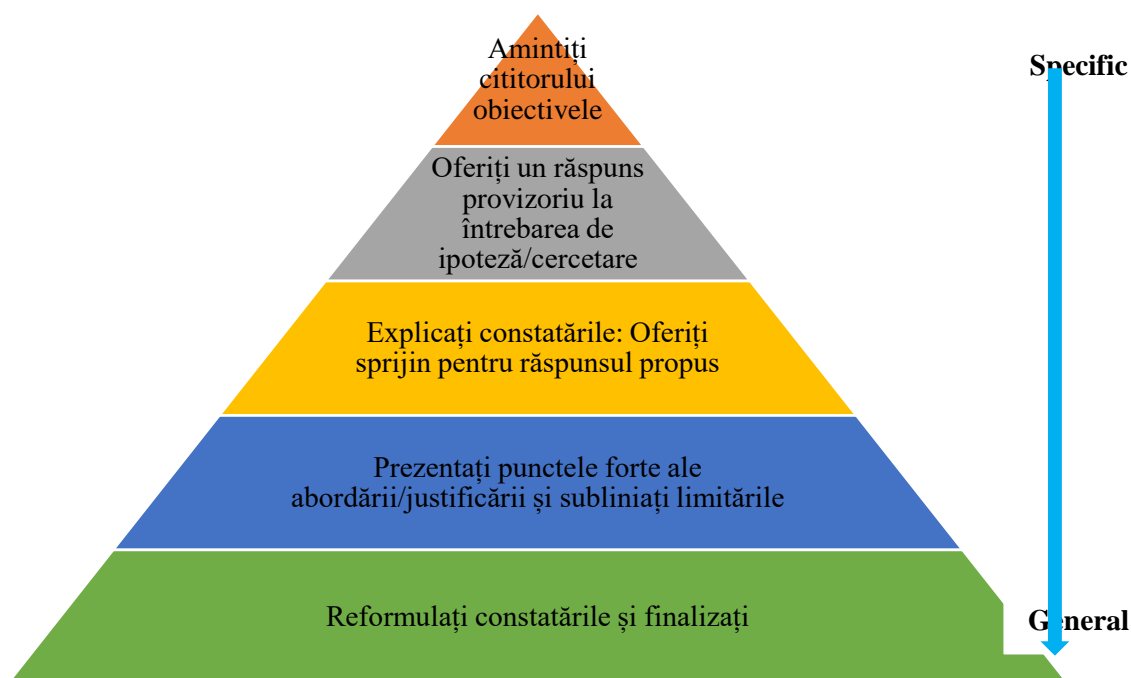 Amintiți
cititorului
obiectivele
Specific
Oferiți un răspuns
provizoriu la
întrebarea de
ipoteză/cercetare
Explicați constatările: Oferiți
sprijin pentru răspunsul propus
Prezentați punctele forte ale
abordării/justificării și subliniați limitările
Reformulați constatările și finalizați
General